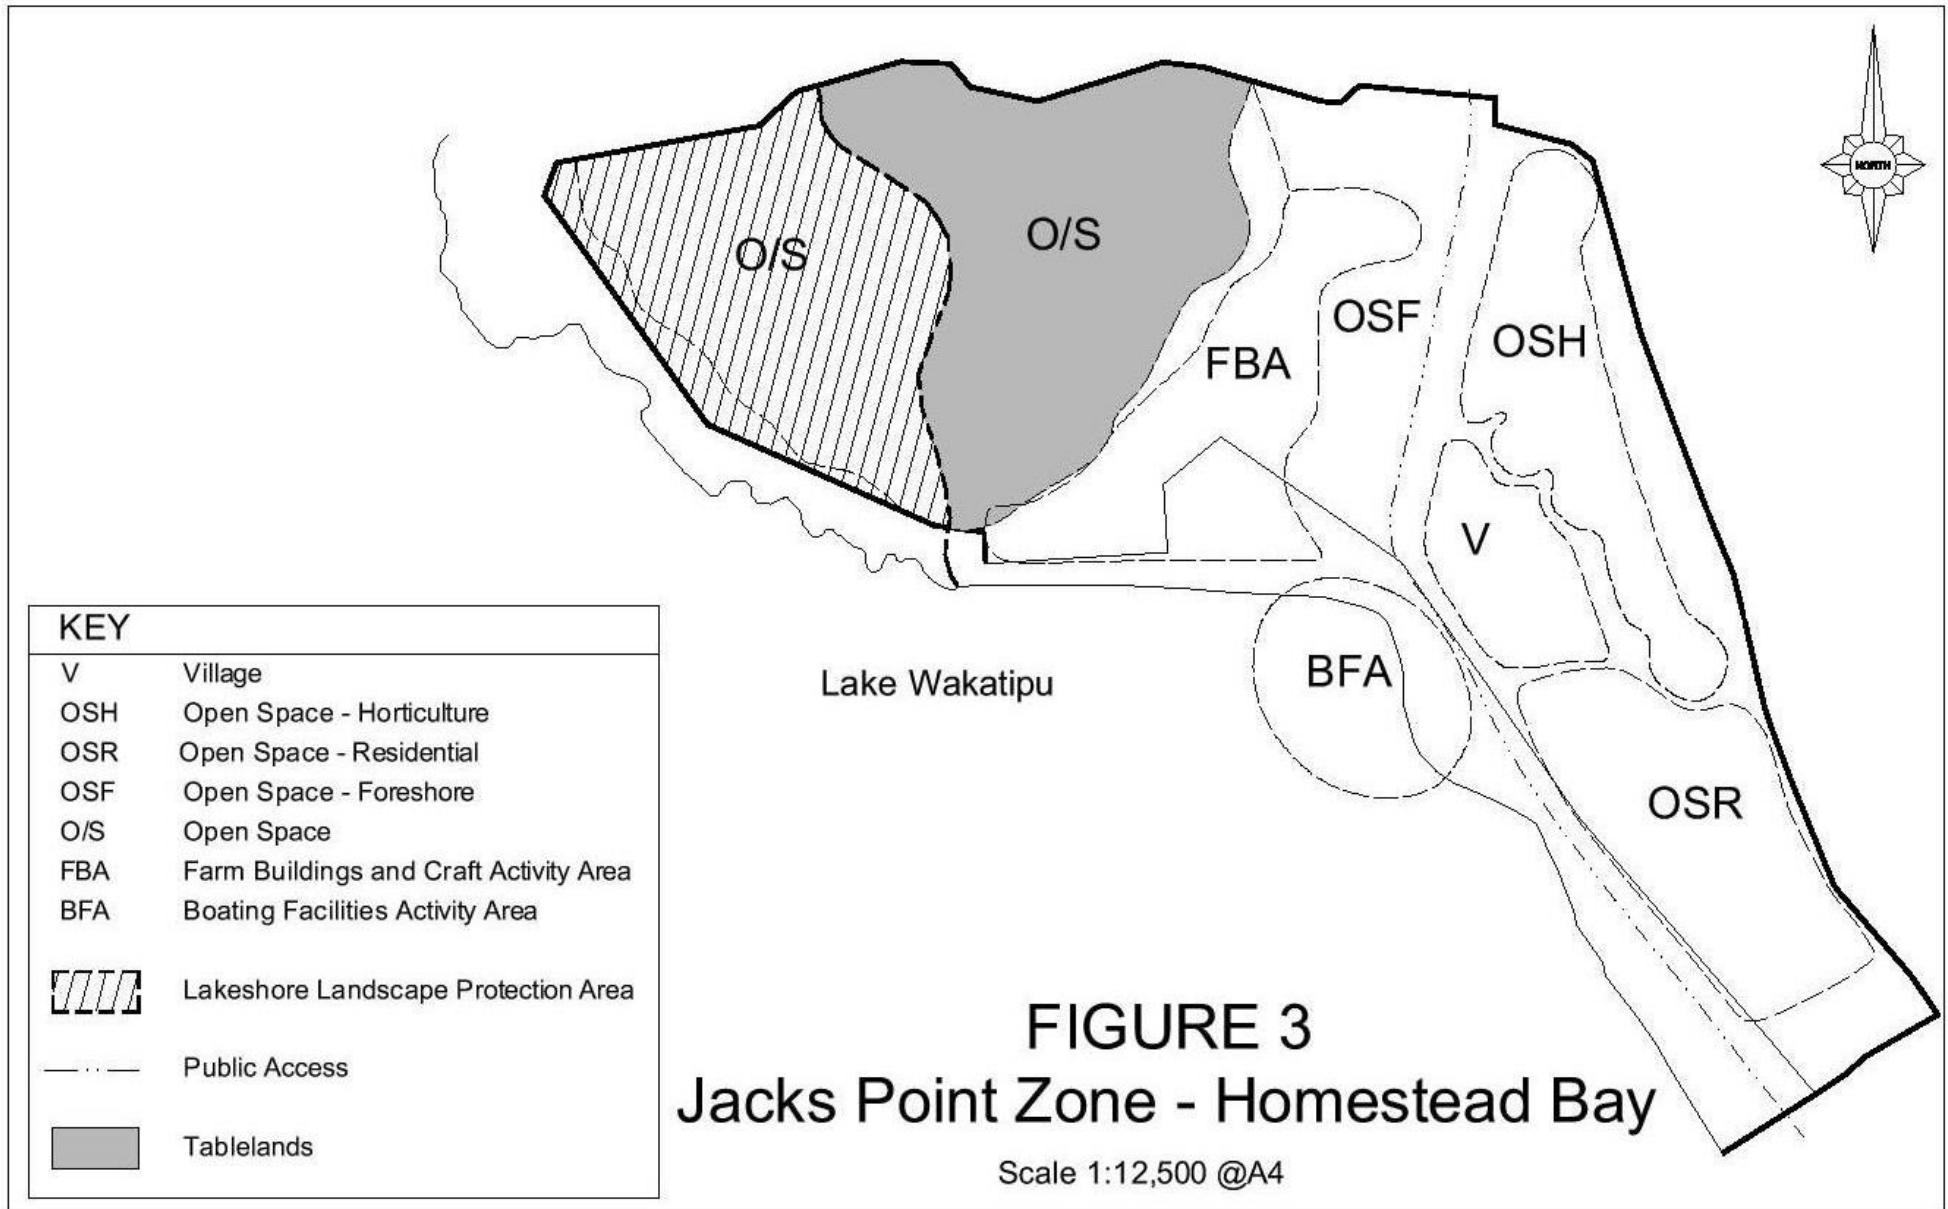 NORTH
O/S
O/S
OSF
OSH
FBA
V
BFA
Lake Wakatipu
OSR
KEY
V Village
OSH Open Space - Horticulture
OSR Open Space - Residential
OSF Open Space - Foreshore
O/S Open Space
FBA Farm Buildings and Craft Activity Area
BFA Boating Facilities Activity Area
Lakeshore Landscape Protection Area
Public Access
Tablelands
FIGURE 3
Jacks Point Zone - Homestead Bay
Scale 1:12,500 @A4